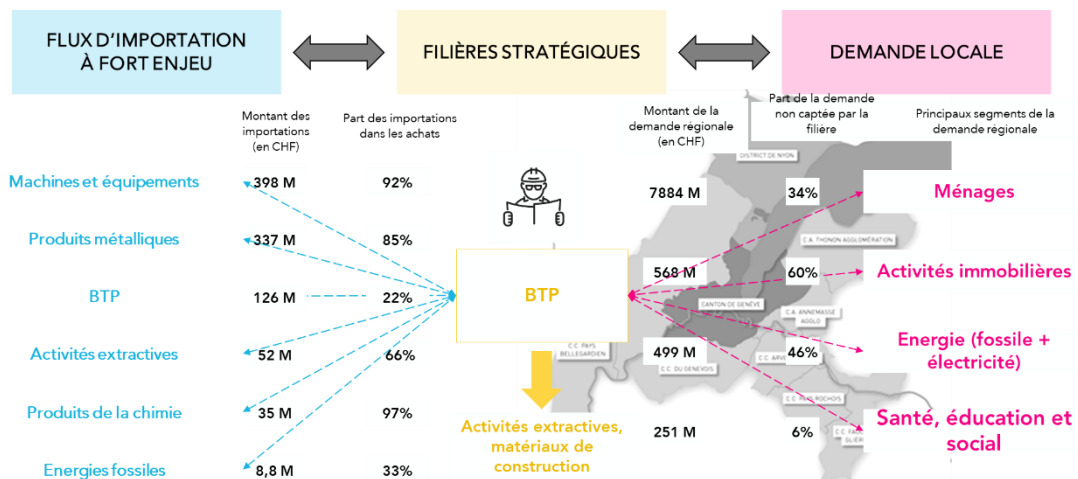 FLUX D'IMPORTATION
À FORT ENJEU
FILIÈRES STRATÉGIQUES
DEMANDE LOCALE
Montant des
importations
(en CHF)
Part des importations
dans les achats
Montant de la
demande régionale
(en CHF)
Part de la demande
non captée par la
filière
Principaux segments de la
demande régionale
Machines et équipements
398 M
92%
Produits métalliques
337 M
85%
BTP
126 M
22%
Activités extractives
52 M
66%
Produits de la chimie
35 M
97%
Energies fossiles
8,8 M
33%
BTP
Activités extractives,
matériaux de
construction
7884 M
34%
Ménages
568 M
60%
Activités immobilières
499 M
46%
Energie (fossile +
électricité)
251 M
6%
Santé, éducation et
social
DISTRICT DE NYON
C.A. THONON AGGLOMÉRATION
CANTON DE GENÈVE
C.A. ANNEMASSE
AGGLO
C.C. PAYS
BELLEGARDIEN
C.C. DU GENEVOIS
C.C. PAYS ROCHOIS